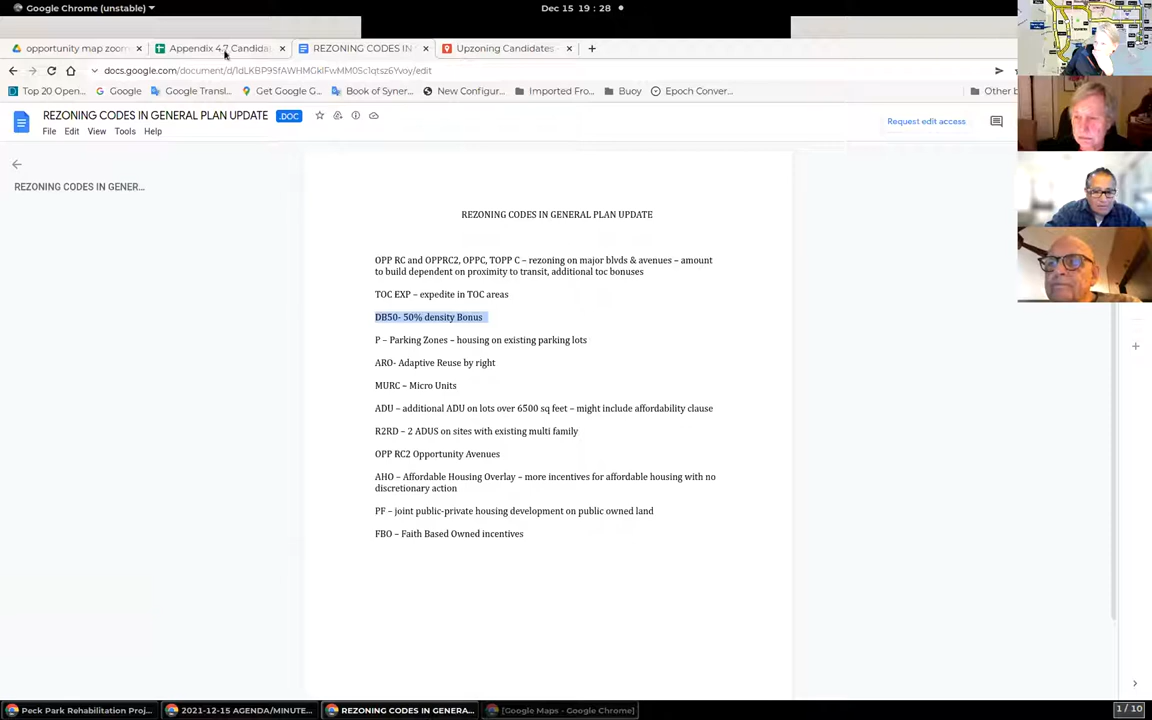 Google Chrome (unstable)
Dec 15 19 : 28
opportunity map zoom
Appendix 4.7 Candida
REZONING CODES IN
Upzoning Candidates -
docs.google.com/document/d/
/edit
Top 20 Open...
Google
Google Transl...
Get Google G...
Book of Syner...
New Configur...
Imported Fro...
Buoy
Epoch Conver...
Other b
REZONING CODES IN GENERAL PLAN UPDATE
.DOC
File Edit View Tools Help
Request edit access
REZONING CODES IN GENER...
REZONING CODES IN GENERAL PLAN UPDATE
OPP RC and OPPRC2, OPPC, TOPP C – rezoning on major blvds & avenues – amount
to build dependent on proximity to transit, additional toc bonuses
TOC EXP – expedite in TOC areas
DB50- 50% density Bonus
P – Parking Zones – housing on existing parking lots
ARO- Adaptive Reuse by right
MURC – Micro Units
ADU – additional ADU on lots over 6500 sq feet – might include affordability clause
R2RD – 2 ADUS on sites with existing multi family
OPP RC2 Opportunity Avenues
AHO – Affordable Housing Overlay – more incentives for affordable housing with no
discretionary action
PF – joint public-private housing development on public owned land
FBO – Faith Based Owned incentives
Peck Park Rehabilitation Proj...
2021-12-15 AGENDA/MINUTE...
REZONING CODES IN GENERA...
[Google Maps - Google Chrome]
1 / 10